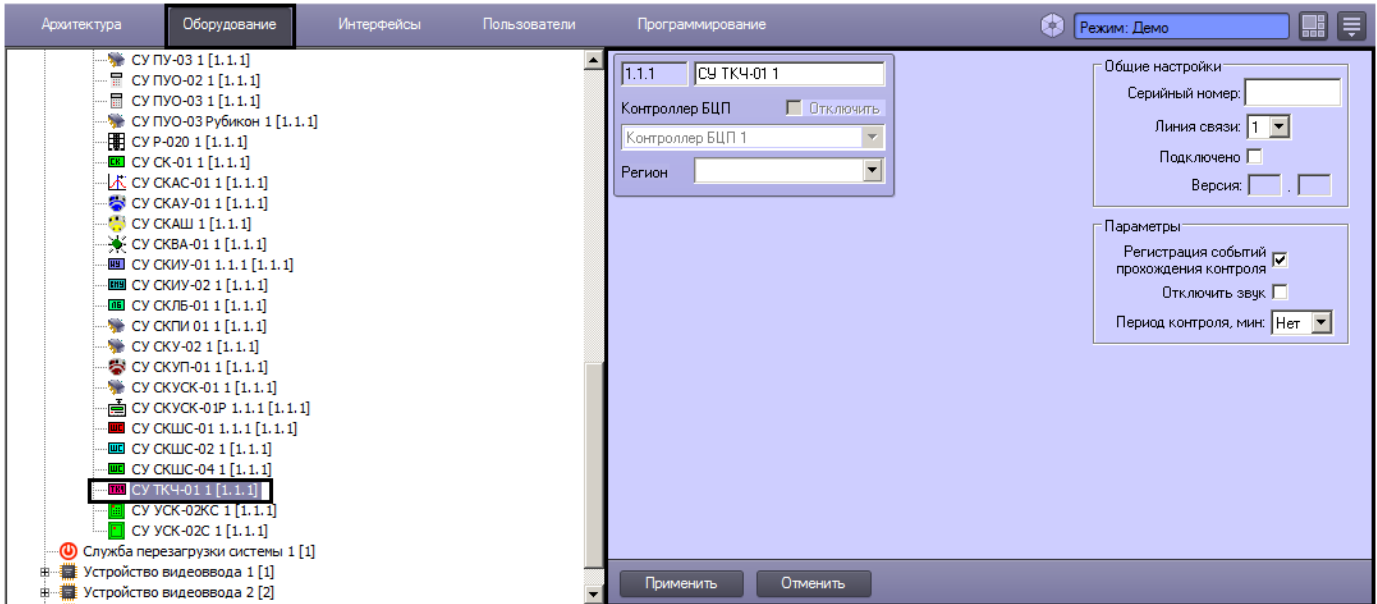 Архитектура
Оборудование
Интерфейсы
Пользователи
Программирование
Режим: Демо
СУ ПУ-03 1 [1.1.1]
СУ ПУО-02 1 [1.1.1]
СУ ПУО-03 1 [1.1.1]
СУ ПУО-03 Рубикон 1 [1.1.1]
СУ Р-020 1 [1.1.1]
СК СУ СК-01 1 [1.1.1]
СУ СКАС-01 1 [1.1.1]
СУ СКАУ-01 1 [1.1.1]
СУ СКАШ 1 [1.1.1]
СУ СКВА-01 1 [1.1.1]
ИУ СУ СКИУ-01 1.1.1 [1.1.1]
СУ СКИУ-02 1 [1.1.1]
ЛБ СУ СКЛБ-01 1 [1.1.1]
СУ СКПИ 01 1 [1.1.1]
СУ СКУ-02 1 [1.1.1]
СУ СКУП-01 1 [1.1.1]
СУ СКУСК-01 1 [1.1.1]
СУ СКУСК-01Р 1.1.1 [1.1.1]
ШС СУ СКШС-01 1.1.1 [1.1.1]
ШС СУ СКШС-02 1 [1.1.1]
ШС СУ СКШС-04 1 [1.1.1]
ТКЧ СУ ТКЧ-01 1 [1.1.1]
СУ УСК-02КС 1 [1.1.1]
СУ УСК-02С 1 [1.1.1]
Служба перезагрузки системы 1 [1]
Устройство видеоввода 1 [1]
Устройство видеоввода 2 [2]
1.1.1 СУ ТКЧ-01 1
Контроллер БЦП Отключить
Контроллер БЦП 1
Регион
Общие настройки
Серийный номер:
Линия связи: 1
Подключено
Версия: .
Параметры
Регистрация событий
прохождения контроля
Отключить звук
Период контроля, мин: Нет
Применить
Отменить